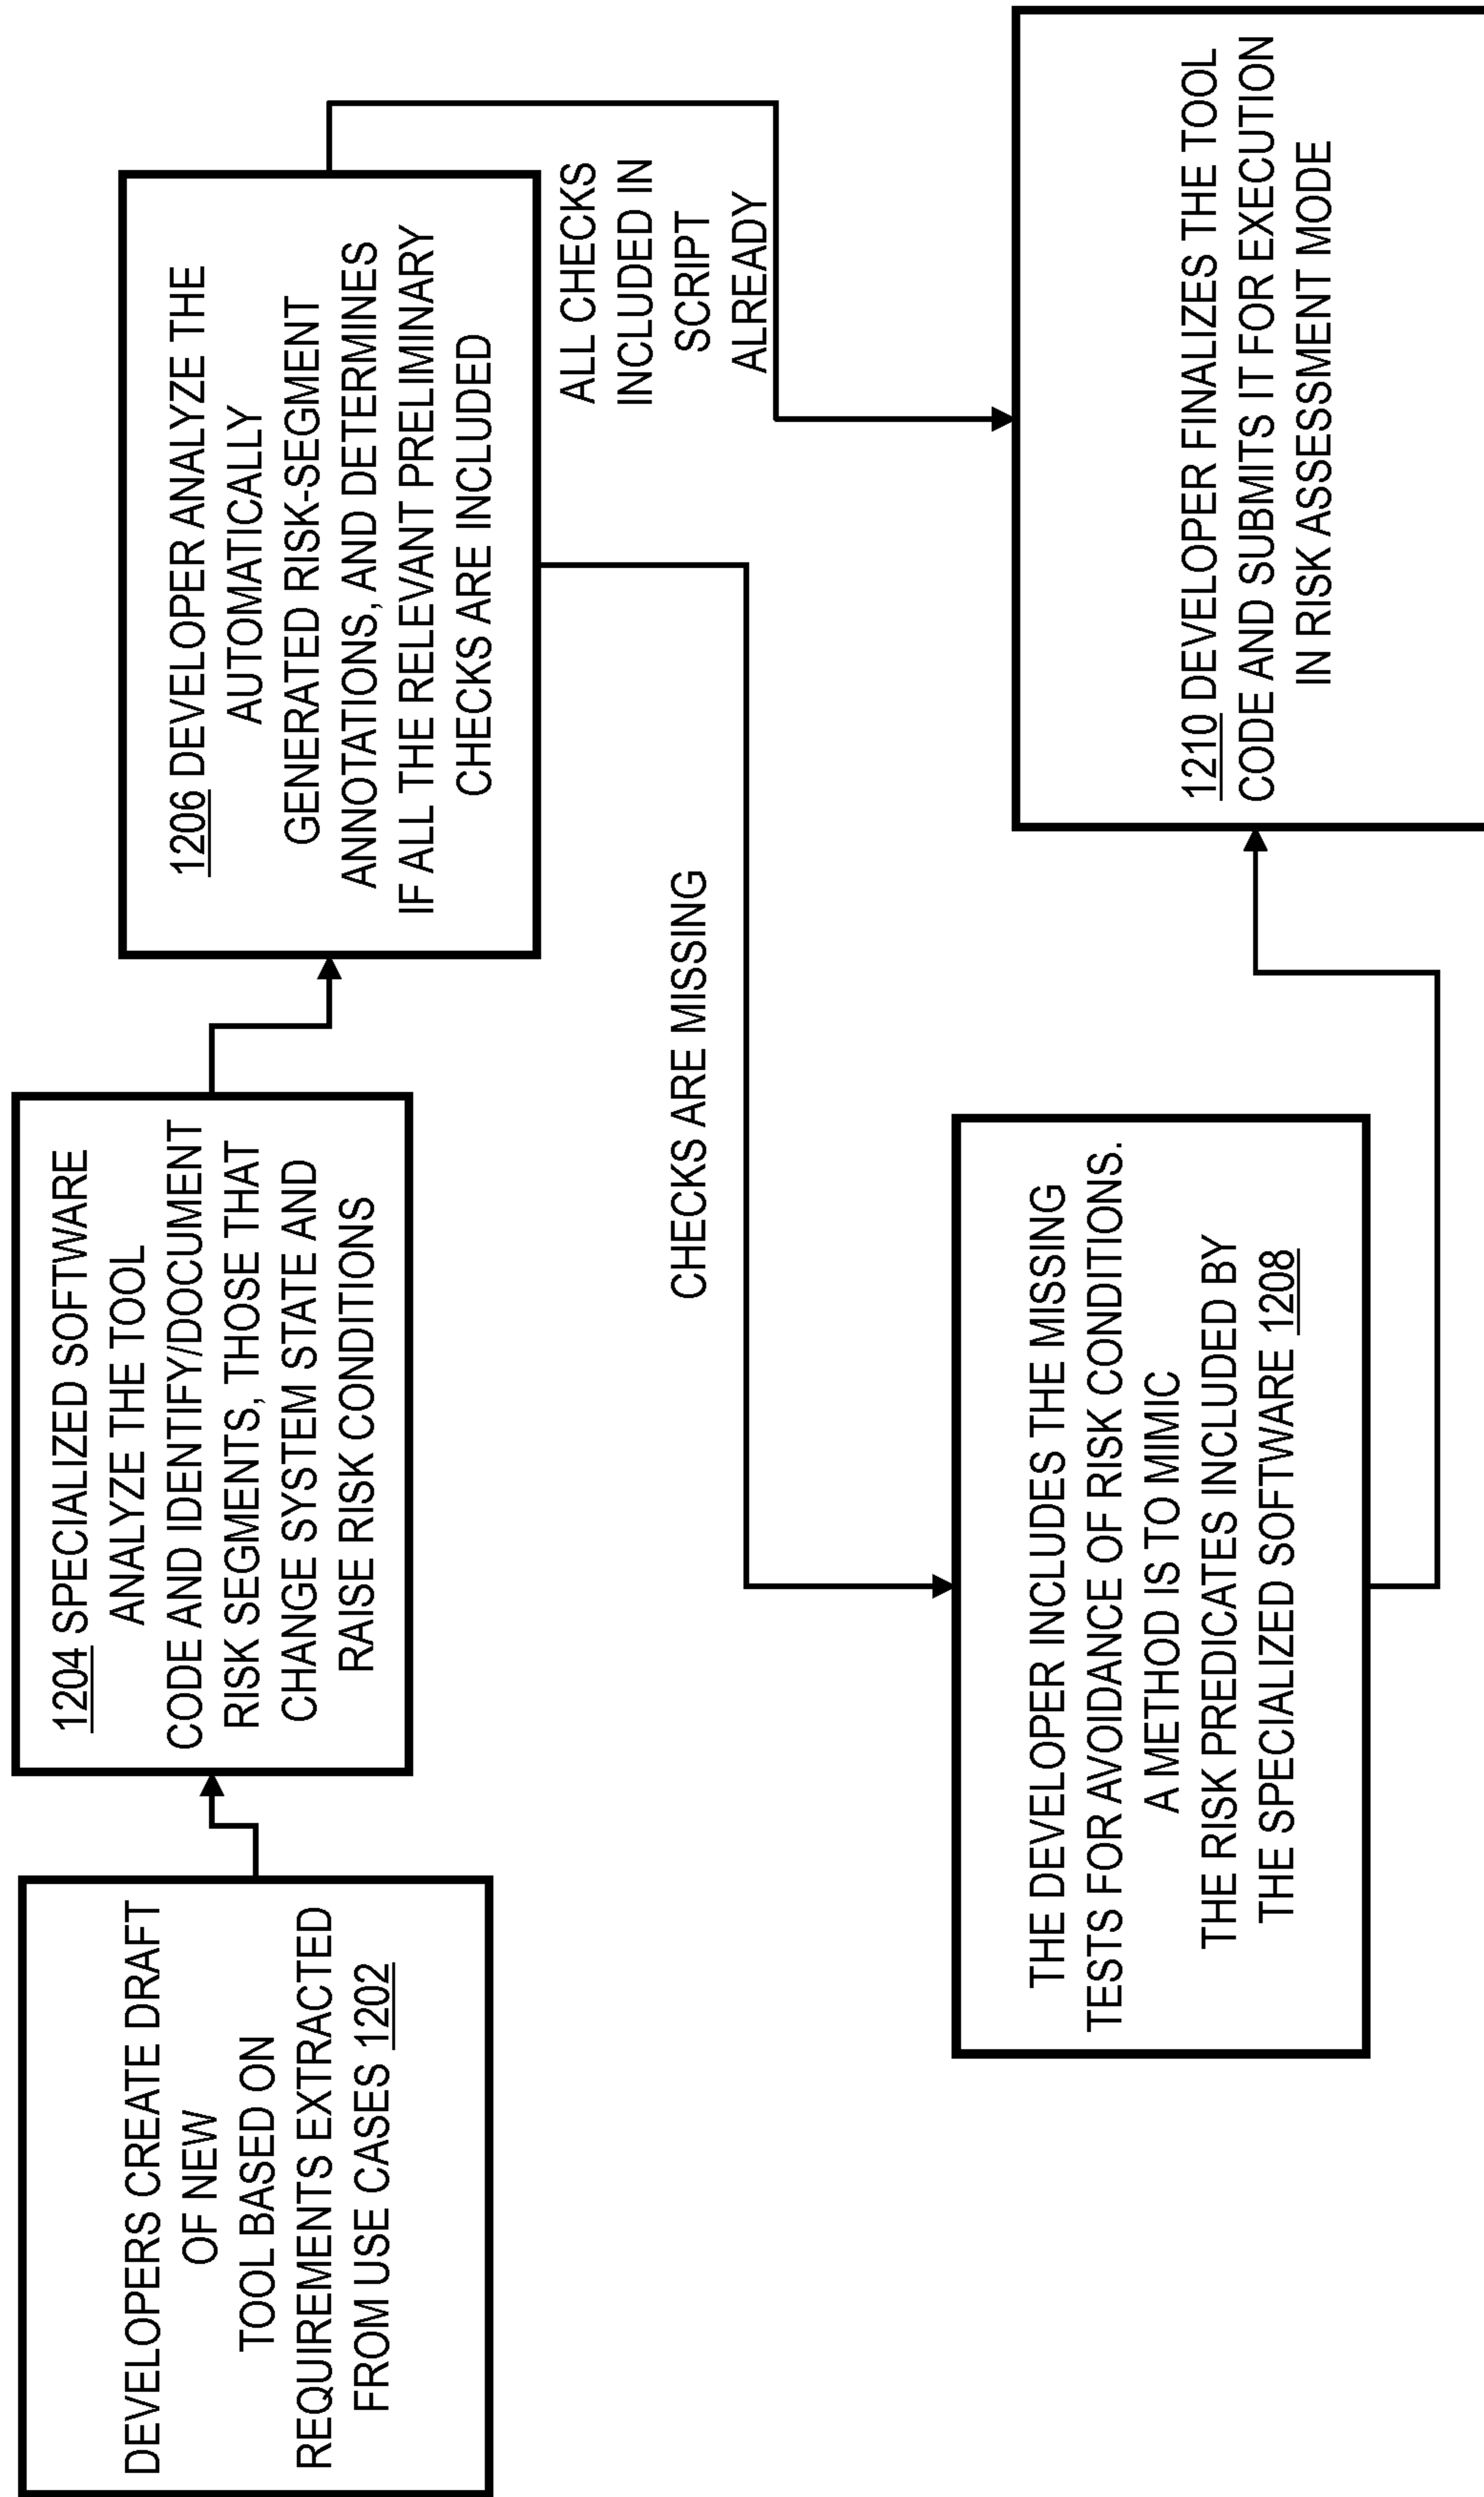 DEVELOPERS CREATE DRAFT
OF NEW
TOOL BASED ON
REQUIREMENTS EXTRACTED
FROM USE CASES 1202
1204 SPECIALIZED SOFTWARE
ANALYZE THE TOOL
CODE AND IDENTIFY/DOCUMENT
RISK SEGMENTS, THOSE THAT
CHANGE SYSTEM STATE AND
RAISE RISK CONDITIONS
1206 DEVELOPER ANALYZE THE
AUTOMATICALLY
GENERATED RISK-SEGMENT
ANNOTATIONS, AND DETERMINES
IF ALL THE RELEVANT PRELIMINARY
CHECKS ARE INCLUDED
CHECKS ARE MISSING
ALL CHECKS
INCLUDED IN
SCRIPT
ALREADY
THE DEVELOPER INCLUDES THE MISSING
TESTS FOR AVOIDANCE OF RISK CONDITIONS.
A METHOD IS TO MIMIC
THE RISK PREDICATES INCLUDED BY
THE SPECIALIZED SOFTWARE 1208
1210 DEVELOPER FINALIZES THE TOOL
CODE AND SUBMITS IT FOR EXECUTION
IN RISK ASSESSMENT MODE